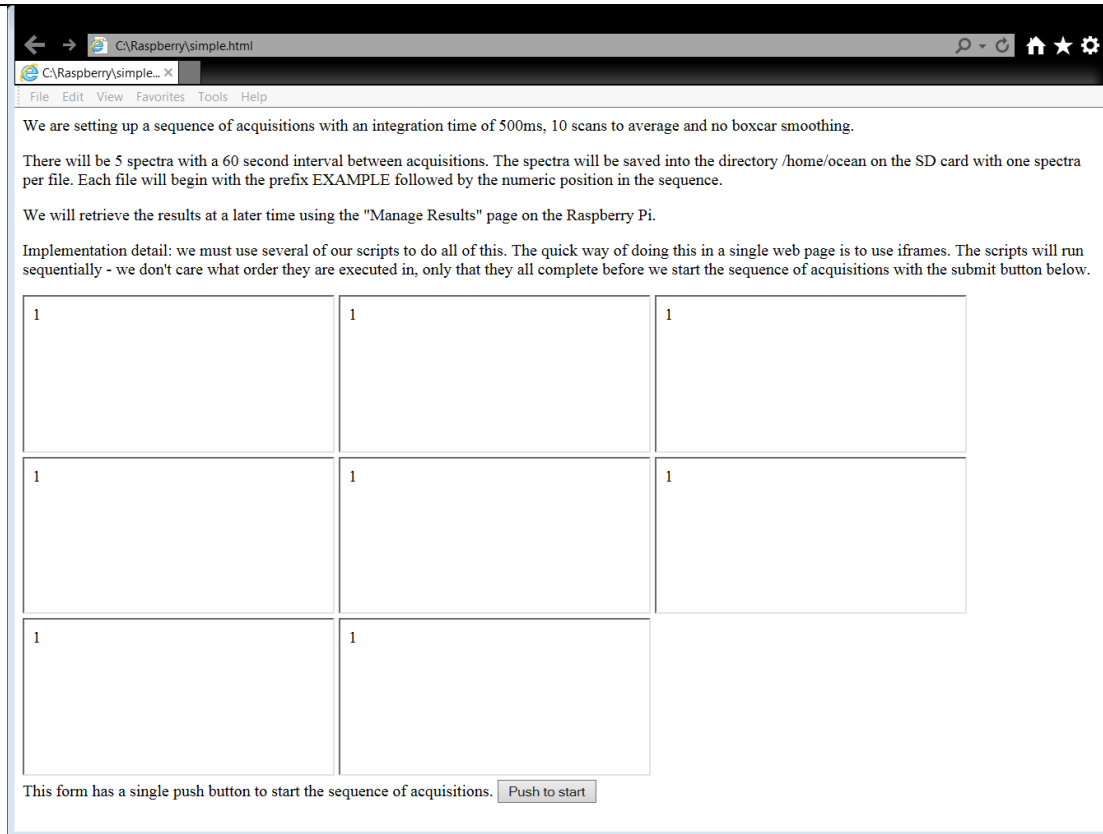 C:\Raspberry\simple.html
C:\Raspberry\simple...
File Edit View Favorites Tools Help
We are setting up a sequence of acquisitions with an integration time of 500ms, 10 scans to average and no boxcar smoothing.
There will be 5 spectra with a 60 second interval between acquisitions. The spectra will be saved into the directory /home/ocean on the SD card with one spectra
per file. Each file will begin with the prefix EXAMPLE followed by the numeric position in the sequence.
We will retrieve the results at a later time using the "Manage Results" page on the Raspberry Pi.
Implementation detail: we must use several of our scripts to do all of this. The quick way of doing this in a single web page is to use iframes. The scripts will run
sequentially - we don't care what order they are executed in, only that they all complete before we start the sequence of acquisitions with the submit button below.
1 1 1
1 1 1
1 1
This form has a single push button to start the sequence of acquisitions. Push to start